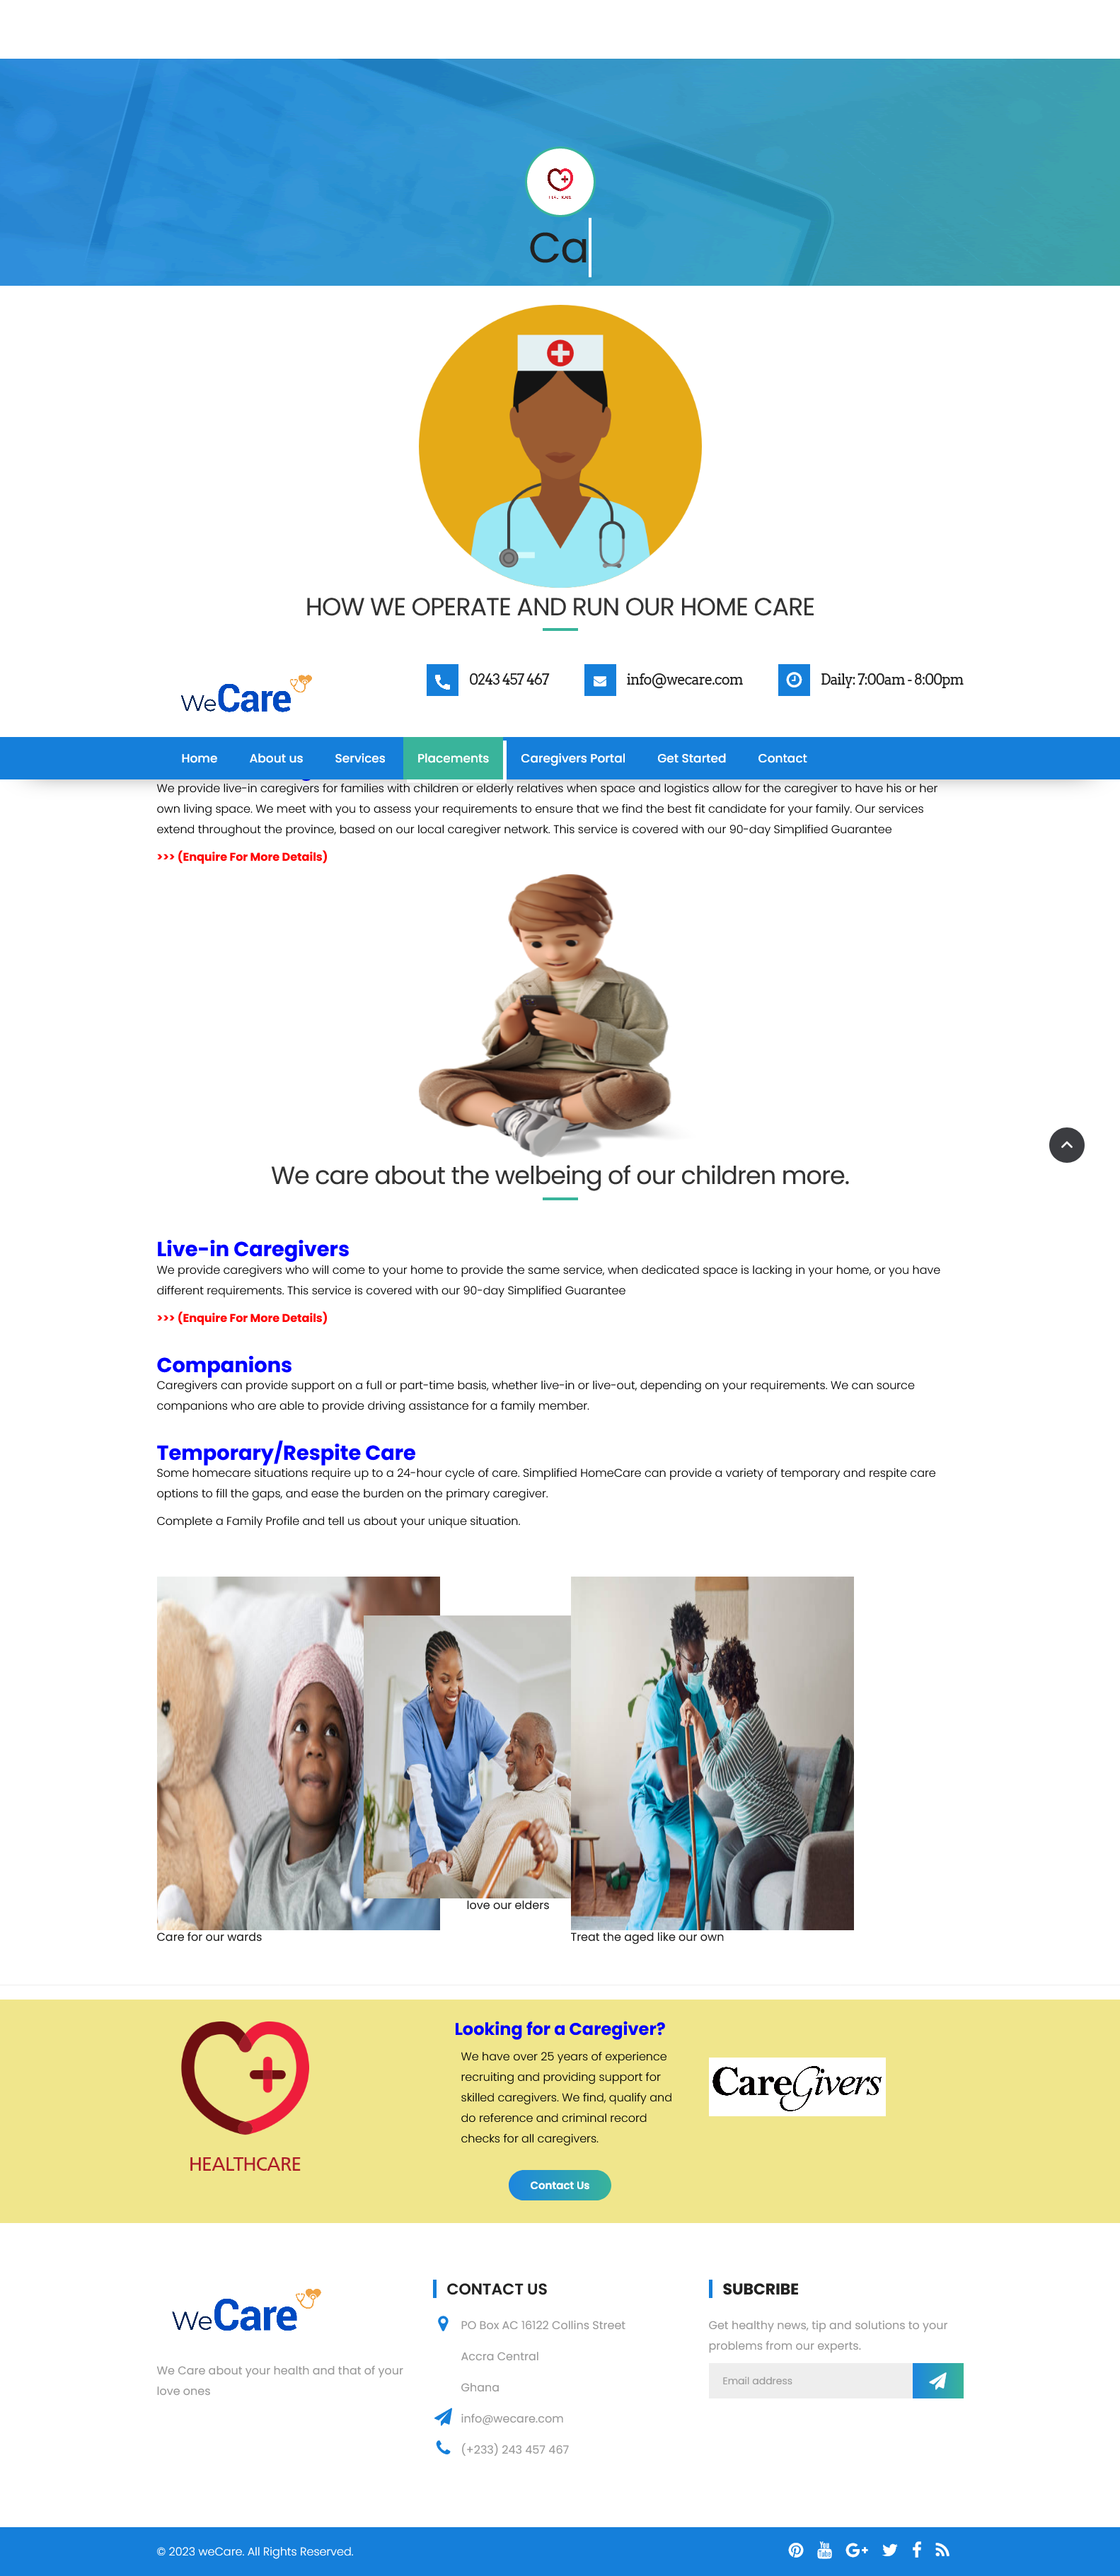 Ca
HOW WE OPERATE AND RUN OUR HOME CARE
WeCare
0243 457 467
info@wecare.com
Daily: 7:00am - 8:00pm
Home
About us
Services
Placements
Caregivers Portal
Get Started
Contact
We provide live-in caregivers for families with children or elderly relatives when space and logistics allow for the caregiver to have his or her
own living space. We meet with you to assess your requirements to ensure that we find the best fit candidate for your family. Our services
extend throughout the province, based on our local caregiver network. This service is covered with our 90-day Simplified Guarantee
>>> (Enquire For More Details)
We care about the welbeing of our children more.
Live-in Caregivers
We provide caregivers who will come to your home to provide the same service, when dedicated space is lacking in your home, or you have
different requirements. This service is covered with our 90-day Simplified Guarantee
>>> (Enquire For More Details)
Companions
Caregivers can provide support on a full or part-time basis, whether live-in or live-out, depending on your requirements. We can source
companions who are able to provide driving assistance for a family member.
Temporary/Respite Care
Some homecare situations require up to a 24-hour cycle of care. Simplified HomeCare can provide a variety of temporary and respite care
options to fill the gaps, and ease the burden on the primary caregiver.
Complete a Family Profile and tell us about your unique situation.
love our elders
Care for our wards
Treat the aged like our own
HEALTHCARE
Looking for a Caregiver?
We have over 25 years of experience
recruiting and providing support for
skilled caregivers. We find, qualify and
do reference and criminal record
checks for all caregivers.
Contact Us
CareGivers
WeCare
We Care about your health and that of your
love ones
CONTACT US
PO Box AC 16122 Collins Street
Accra Central
Ghana
info@wecare.com
(+233) 243 457 467
SUBCRIBE
Get healthy news, tip and solutions to your
problems from our experts.
Email address
© 2023 weCare. All Rights Reserved.